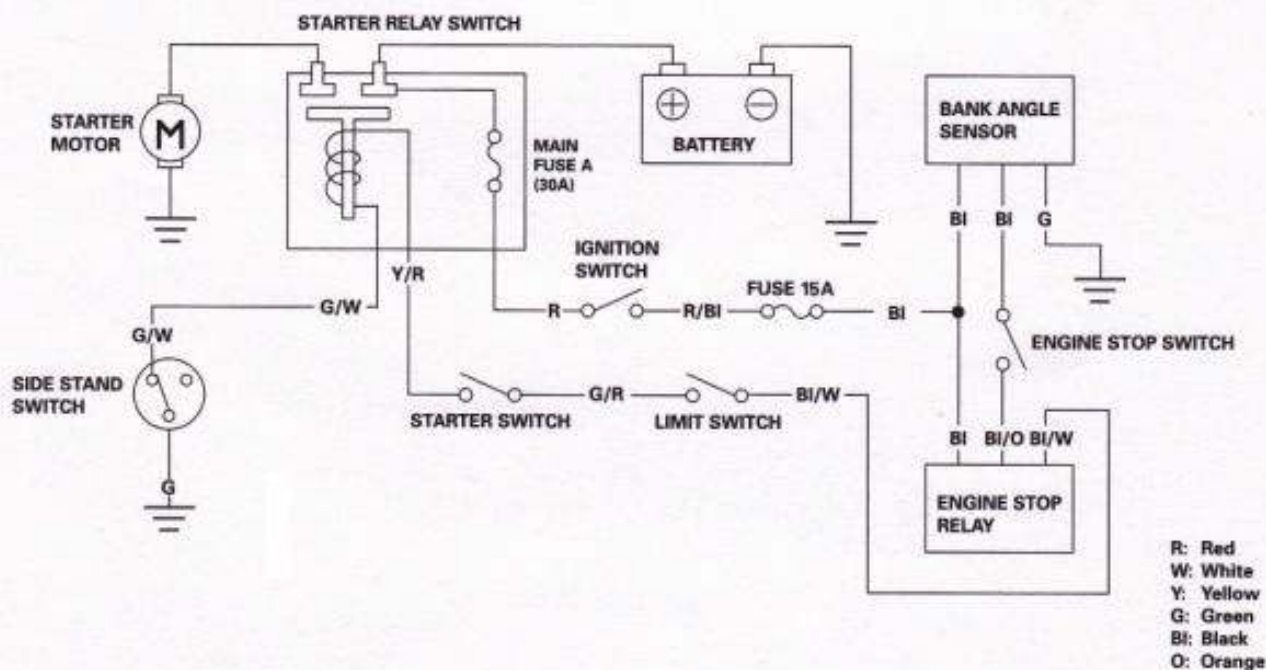 STARTER RELAY SWITCH
STARTER
MOTOR
M
MAIN
FUSE A
(30A)
+
−
BATTERY
BANK ANGLE
SENSOR
Bl
Bl
G
Y/R
IGNITION
SWITCH
FUSE 15A
G/W
R
R/Bl
Bl
G/W
ENGINE STOP SWITCH
SIDE STAND
SWITCH
G/R
Bl/W
STARTER SWITCH
LIMIT SWITCH
Bl
Bl/O
Bl/W
G
ENGINE STOP
RELAY
R: Red
W: White
Y: Yellow
G: Green
Bl: Black
O: Orange